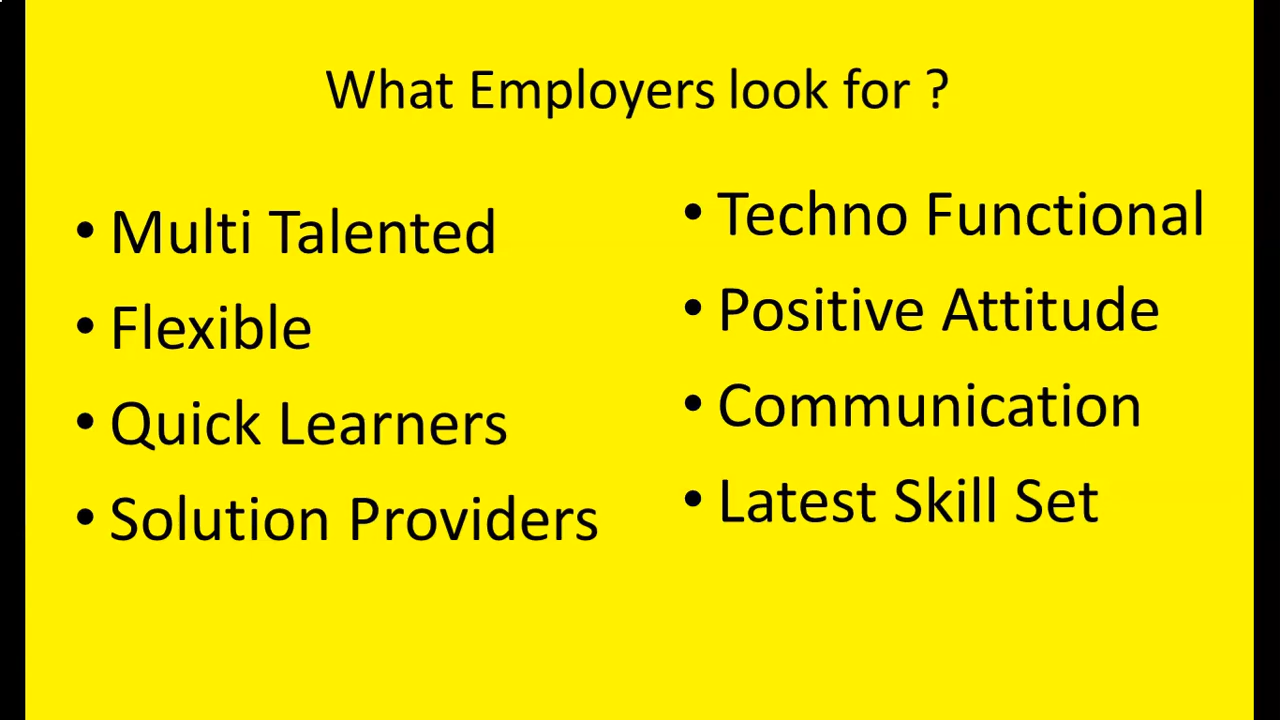 What Employers look for ?
• Multi Talented
• Flexible
• Quick Learners
• Solution Providers
• Techno Functional
• Positive Attitude
• Communication
• Latest Skill Set